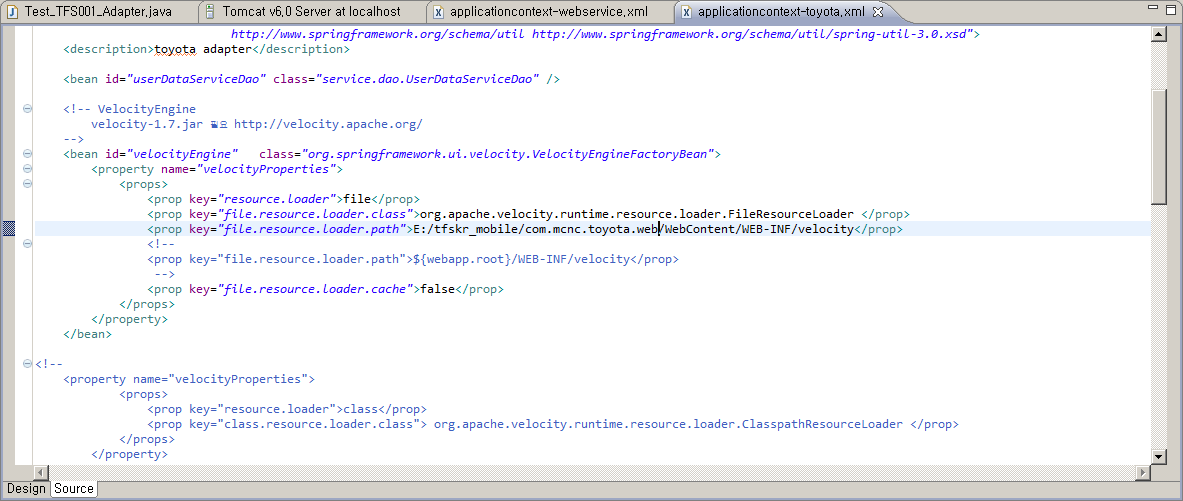 Test_TFS001_Adapter.java
Tomcat v6.0 Server at localhost
applicationcontext-webservice.xml
applicationcontext-toyota.xml
http://www.springframework.org/schema/util http://www.springframework.org/schema/util/spring-util-3.0.xsd">
<description>toyota adapter</description>
<bean id="userDataServiceDao" class="service.dao.UserDataServiceDao" />
<!-- VelocityEngine
velocity-1.7.jar 필요 http://velocity.apache.org/
-->
<bean id="velocityEngine"   class="org.springframework.ui.velocity.VelocityEngineFactoryBean">
<property name="velocityProperties">
<props>
<prop key="resource.loader">file</prop>
<prop key="file.resource.loader.class">org.apache.velocity.runtime.resource.loader.FileResourceLoader </prop>
<prop key="file.resource.loader.path">E:/tfskr_mobile/com.mcnc.toyota.web/WebContent/WEB-INF/velocity</prop>
<!--
<prop key="file.resource.loader.path">${webapp.root}/WEB-INF/velocity</prop>
-->
<prop key="file.resource.loader.cache">false</prop>
</props>
</property>
</bean>
<!--
<property name="velocityProperties">
<props>
<prop key="resource.loader">class</prop>
<prop key="class.resource.loader.class"> org.apache.velocity.runtime.resource.loader.ClasspathResourceLoader </prop>
</props>
</property>
Design Source